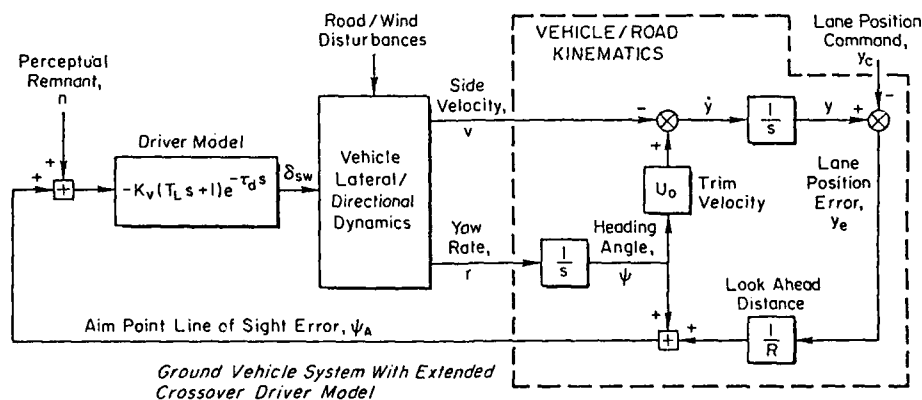 Road/Wind
Disturbances
VEHICLE/ROAD
KINEMATICS
Lane Position
Command,
y_c
Perceptual
Remnant,
n
Side
Velocity,
v
-
ẏ
1/s
y
+
-
Driver Model
+
+
+
-K_v(T_L s+1)e^{-τ_d s}
δ_sw
Vehicle
Lateral/
Directional
Dynamics
+
U_o
Trim
Velocity
Lane
Position
Error,
y_e
Yaw
Rate,
r
1/s
Heading
Angle,
ψ
Look Ahead
Distance
Aim Point Line of Sight Error, ψ_A
+
+
+
1/R
Ground Vehicle System With Extended
Crossover Driver Model